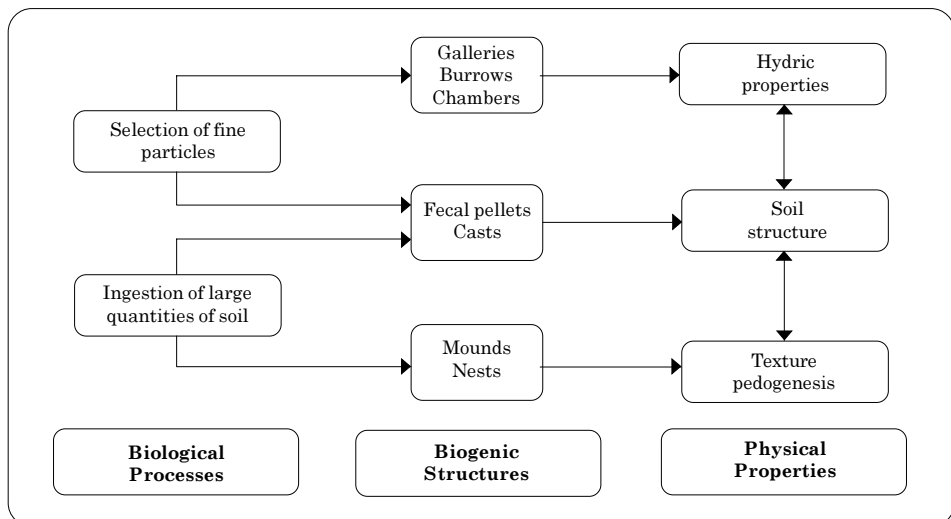 Galleries
Burrows
Chambers
Hydric
properties
Selection of fine
particles
Fecal pellets
Casts
Soil
structure
Ingestion of large
quantities of soil
Mounds
Nests
Texture
pedogenesis
Biological
Processes
Biogenic
Structures
Physical
Properties